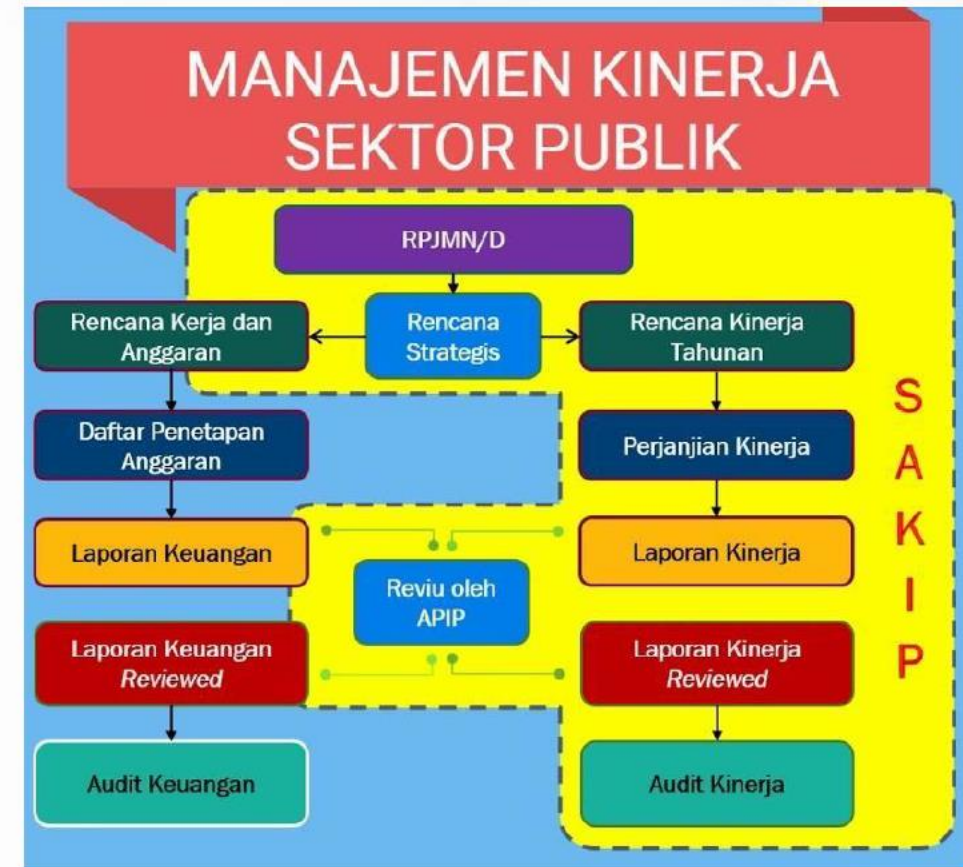 MANAJEMEN KINERJA
SEKTOR PUBLIK
RPJMN/D
Rencana Kerja dan
Anggaran
Rencana
Strategis
Rencana Kinerja
Tahunan
Daftar Penetapan
Anggaran
Perjanjian Kinerja
Laporan Keuangan
Reviu oleh
APIP
Laporan Kinerja
Laporan Keuangan
Reviewed
Laporan Kinerja
Reviewed
Audit Keuangan
Audit Kinerja
S
A
K
I
P